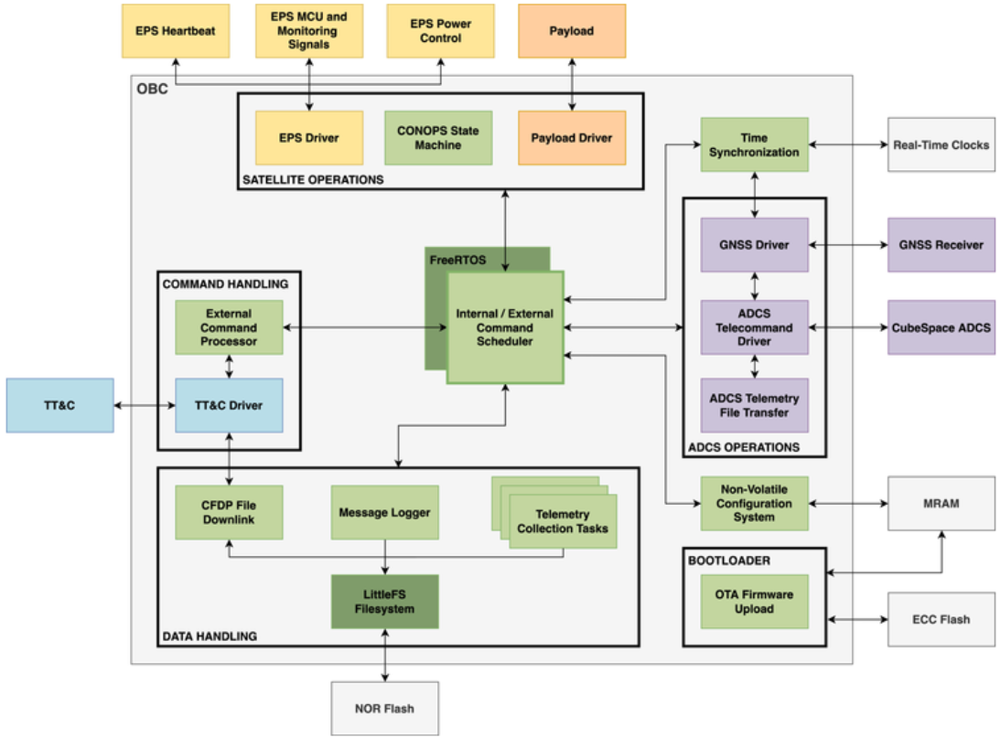 EPS Heartbeat
EPS MCU and
Monitoring
Signals
EPS Power
Control
Payload
OBC
EPS Driver
CONOPS State
Machine
Payload Driver
SATELLITE OPERATIONS
Time
Synchronization
Real-Time Clocks
GNSS Driver
GNSS Receiver
FreeRTOS
Internal / External
Command
Scheduler
COMMAND HANDLING
External
Command
Processor
ADCS
Telecommand
Driver
CubeSpace ADCS
TT&C
TT&C Driver
ADCS Telemetry
File Transfer
ADCS OPERATIONS
CFDP File
Downlink
Message Logger
Telemetry
Collection Tasks
Non-Volatile
Configuration
System
MRAM
BOOTLOADER
OTA Firmware
Upload
ECC Flash
LittleFS
Filesystem
DATA HANDLING
NOR Flash